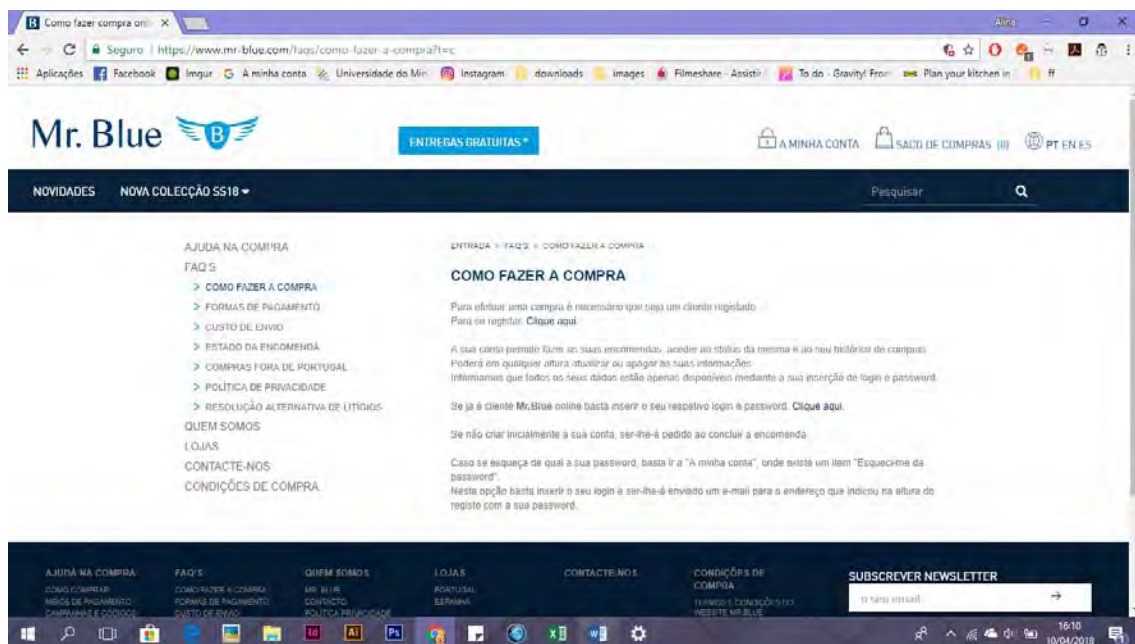 Como fazer compra onli
Alina
Seguro | https://www.mr-blue.com/faqs/como-fazer-a-compra?t=c
Aplicações Facebook Imgur A minha conta Universidade do Min Instagram downloads images Filmeshare - Assistir To do - Gravity! From Plan your kitchen in ff
Mr. Blue B
ENTREGAS GRATUITAS *
A MINHA CONTA SACO DE COMPRAS (0) PT EN ES
NOVIDADES NOVA COLECÇÃO SS18
Pesquisar
AJUDA NA COMPRA
FAQ'S
> COMO FAZER A COMPRA
> FORMAS DE PAGAMENTO
> CUSTO DE ENVIO
> ESTADO DA ENCOMENDA
> COMPRAS FORA DE PORTUGAL
> POLÍTICA DE PRIVACIDADE
> RESOLUÇÃO ALTERNATIVA DE LITÍGIOS
QUEM SOMOS
LOJAS
CONTACTE-NOS
CONDIÇÕES DE COMPRA
ENTRADA > FAQ'S > COMO FAZER A COMPRA
COMO FAZER A COMPRA
Para efetuar uma compra é necessário que seja um cliente registado.
Para se registar: Clique aqui.
A sua conta permite fazer as suas encomendas, aceder ao status da mesma e ao seu histórico de compras.
Poderá em qualquer altura atualizar ou apagar as suas informações.
Informamos que todos os seus dados estão apenas disponíveis mediante a sua inserção de login e password.
Se já é cliente Mr.Blue online basta inserir o seu respetivo login e password. Clique aqui.
Se não criar inicialmente a sua conta, ser-lhe-á pedido ao concluir a encomenda.
Caso se esqueça de qual a sua password, basta ir a "A minha conta", onde existe um item "Esqueci-me da
password".
Nesta opção basta inserir o seu login e ser-lhe-á enviado um e-mail para o endereço que indicou na altura do
registo com a sua password.
AJUDA NA COMPRA
COMO COMPRAR
MEIOS DE PAGAMENTO
CAMPANHAS E CÓDIGOS
FAQ'S
COMO FAZER A COMPRA
FORMAS DE PAGAMENTO
CUSTO DE ENVIO
QUEM SOMOS
MR. BLUE
CONTACTO
POLÍTICA PRIVACIDADE
LOJAS
PORTUGAL
ESPANHA
CONTACTE-NOS
CONDIÇÕES DE
COMPRA
TERMOS E CONDIÇÕES DO
WEBSITE MR BLUE
SUBSCREVER NEWSLETTER
o seu email
16:10
10/04/2018